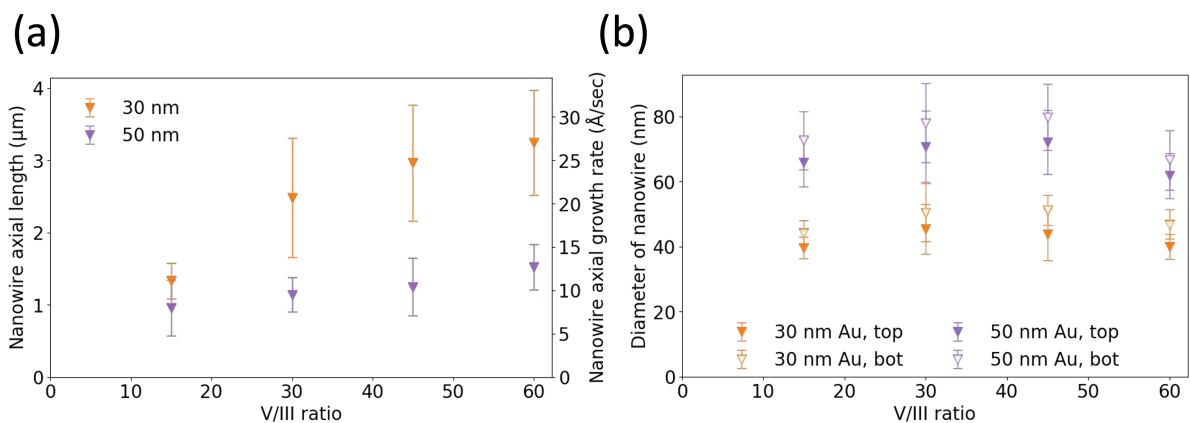 (a)
(b)
Nanowire axial length (μm)
4
3
2
1
0
30 nm
50 nm
0
10
20
30
40
50
60
V/III ratio
30
25
20
15
10
5
0
Nanowire axial growth rate (Å/sec)
Diameter of nanowire (nm)
80
60
40
20
0
30 nm Au, top
30 nm Au, bot
50 nm Au, top
50 nm Au, bot
0
10
20
30
40
50
60
V/III ratio